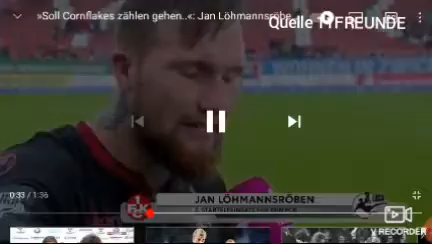 »Soll Cornflakes zählen gehen..«: Jan Löhmannsröbe
Quelle 11FREUNDE
0:33 / 1:36
JAN LÖHMANNSRÖBEN
V RECORDER